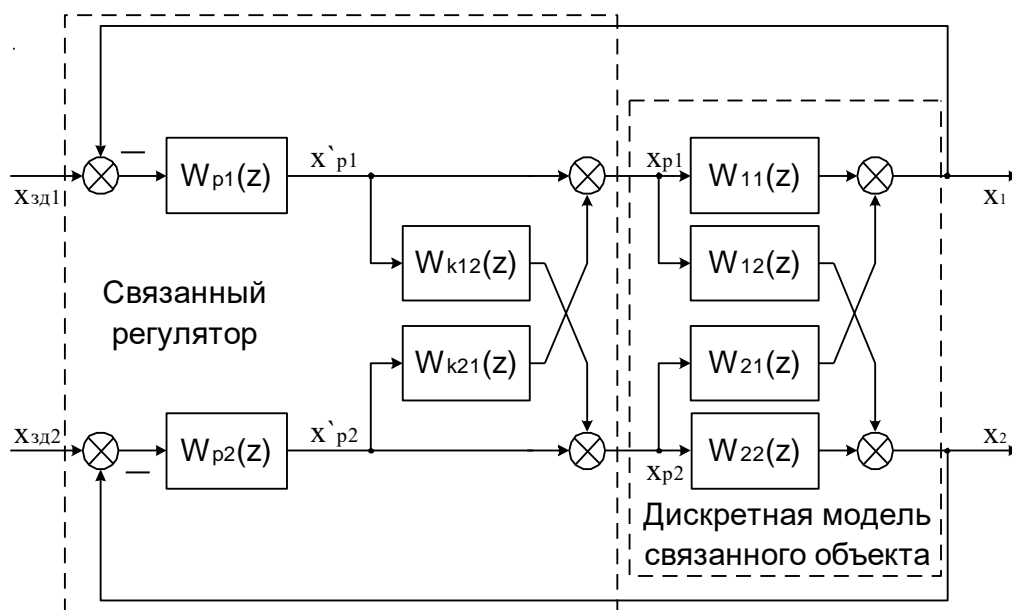 xзд1
Wp1(z)
x`p1
xp1
W11(z)
x1
Wk12(z)
W12(z)
Связанный
регулятор
Wk21(z)
W21(z)
xзд2
Wp2(z)
x`p2
xp2
W22(z)
x2
Дискретная модель
связанного объекта